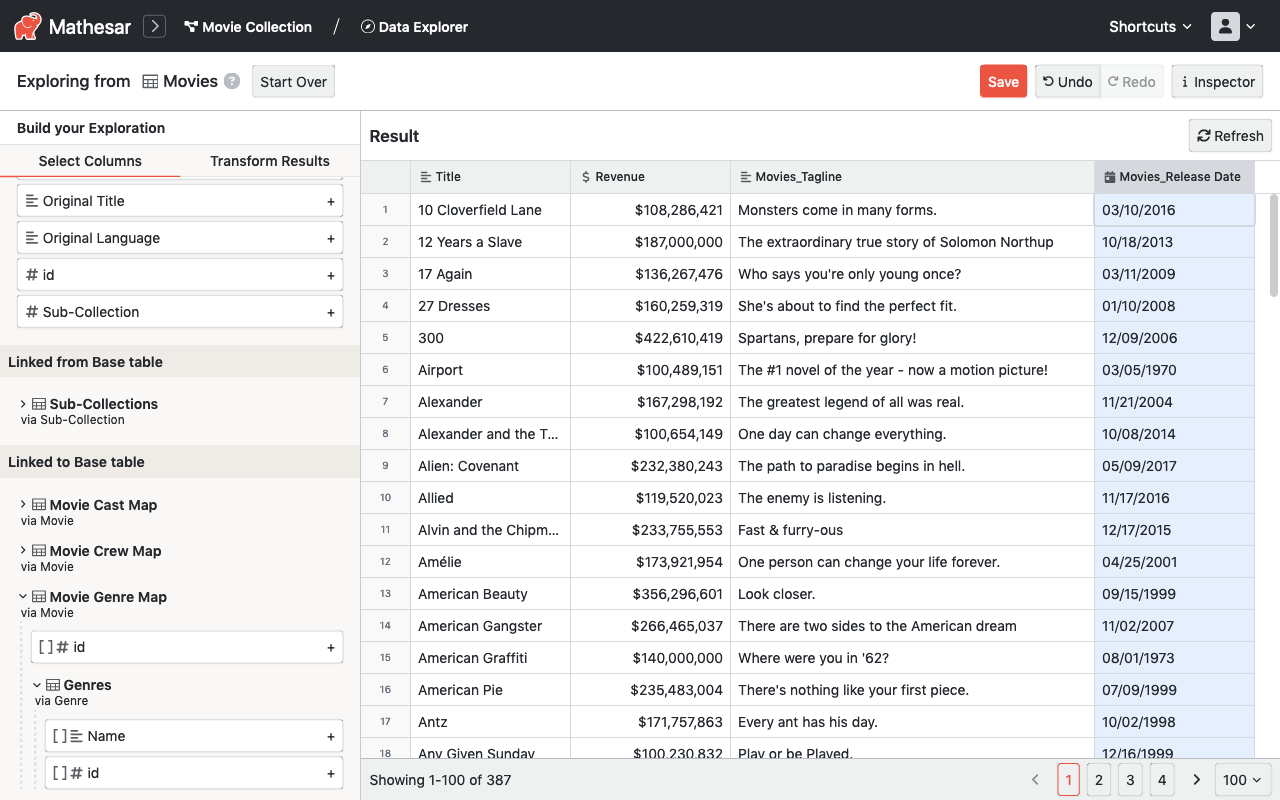 Mathesar Movie Collection / Data Explorer Shortcuts
Exploring from Movies ? Start Over Save Undo Redo Inspector
Build your Exploration
Select Columns Transform Results
Original Title +
Original Language +
# id +
# Sub-Collection +
Linked from Base table
Sub-Collections
via Sub-Collection
Linked to Base table
Movie Cast Map
via Movie
Movie Crew Map
via Movie
Movie Genre Map
via Movie
[ ] # id +
Genres
via Genre
[ ] Name +
[ ] # id +
Result Refresh
Title $ Revenue Movies_Tagline Movies_Release Date
1 10 Cloverfield Lane $108,286,421 Monsters come in many forms. 03/10/2016
2 12 Years a Slave $187,000,000 The extraordinary true story of Solomon Northup 10/18/2013
3 17 Again $136,267,476 Who says you're only young once? 03/11/2009
4 27 Dresses $160,259,319 She's about to find the perfect fit. 01/10/2008
5 300 $422,610,419 Spartans, prepare for glory! 12/09/2006
6 Airport $100,489,151 The #1 novel of the year - now a motion picture! 03/05/1970
7 Alexander $167,298,192 The greatest legend of all was real. 11/21/2004
8 Alexander and the T... $100,654,149 One day can change everything. 10/08/2014
9 Alien: Covenant $232,380,243 The path to paradise begins in hell. 05/09/2017
10 Allied $119,520,023 The enemy is listening. 11/17/2016
11 Alvin and the Chipm... $233,755,553 Fast & furry-ous 12/17/2015
12 Amélie $173,921,954 One person can change your life forever. 04/25/2001
13 American Beauty $356,296,601 Look closer. 09/15/1999
14 American Gangster $266,465,037 There are two sides to the American dream 11/02/2007
15 American Graffiti $140,000,000 Where were you in '62? 08/01/1973
16 American Pie $235,483,004 There's nothing like your first piece. 07/09/1999
17 Antz $171,757,863 Every ant has his day. 10/02/1998
18 Any Given Sunday $100,230,832 Play or be Played. 12/16/1999
Showing 1-100 of 387 1 2 3 4 100